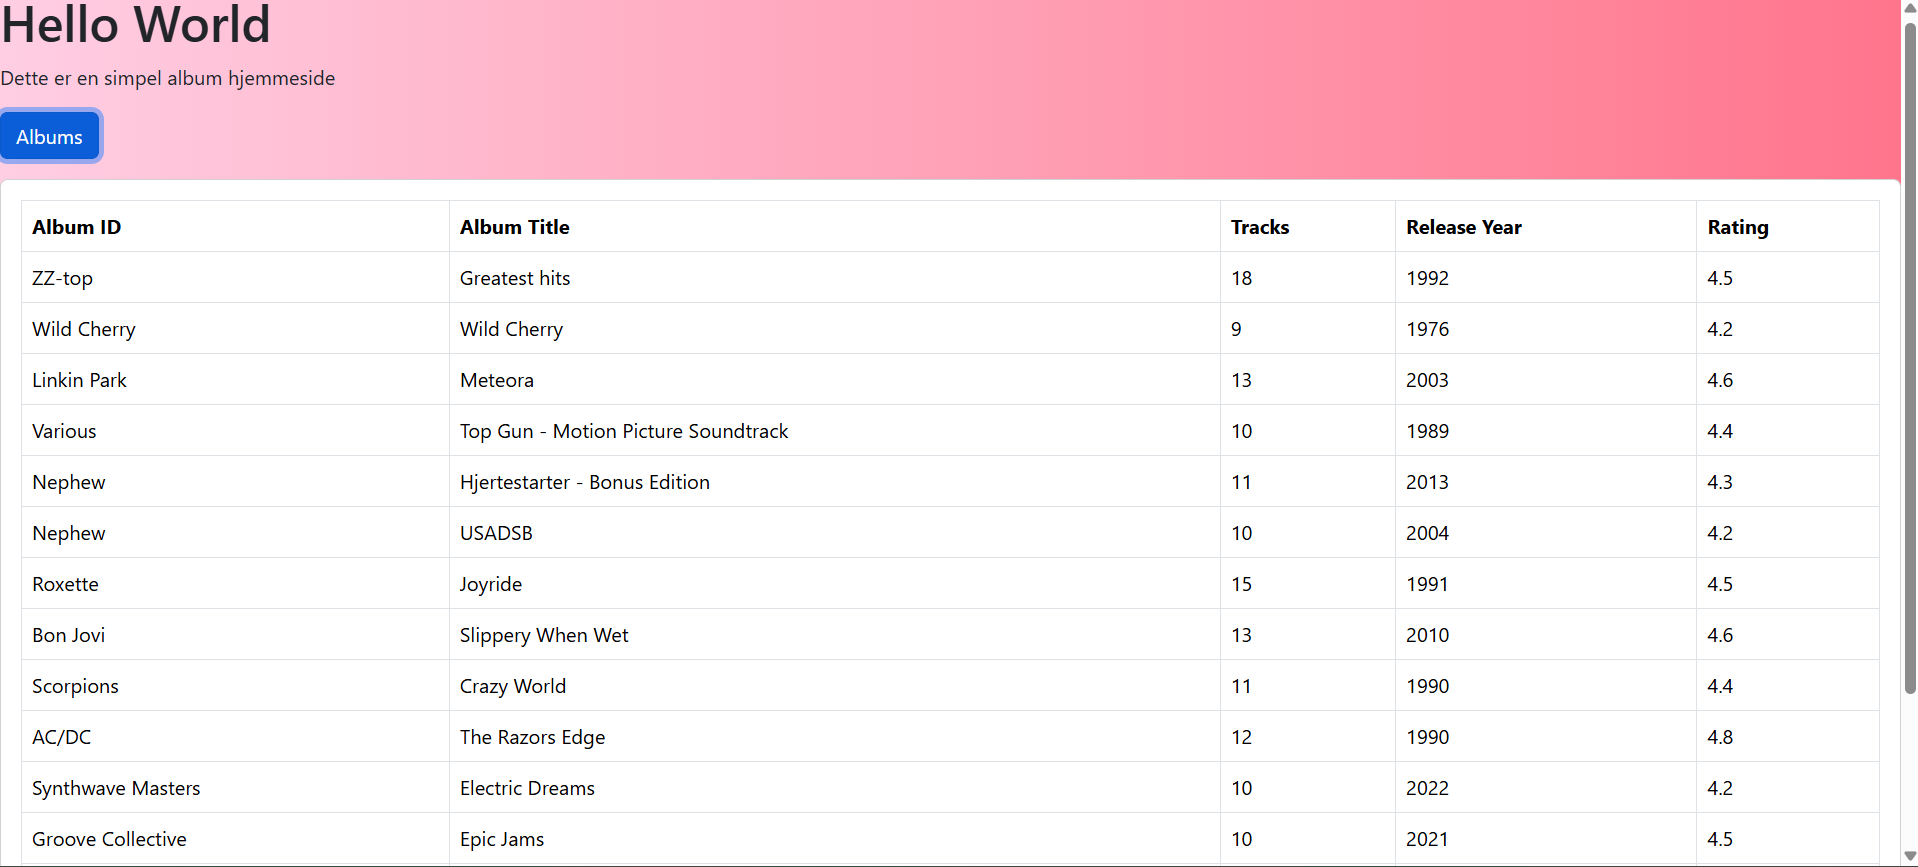 Hello World
Dette er en simpel album hjemmeside
Albums
Album ID Album Title Tracks Release Year Rating
ZZ-top Greatest hits 18 1992 4.5
Wild Cherry Wild Cherry 9 1976 4.2
Linkin Park Meteora 13 2003 4.6
Various Top Gun - Motion Picture Soundtrack 10 1989 4.4
Nephew Hjertestarter - Bonus Edition 11 2013 4.3
Nephew USADSB 10 2004 4.2
Roxette Joyride 15 1991 4.5
Bon Jovi Slippery When Wet 13 2010 4.6
Scorpions Crazy World 11 1990 4.4
AC/DC The Razors Edge 12 1990 4.8
Synthwave Masters Electric Dreams 10 2022 4.2
Groove Collective Epic Jams 10 2021 4.5